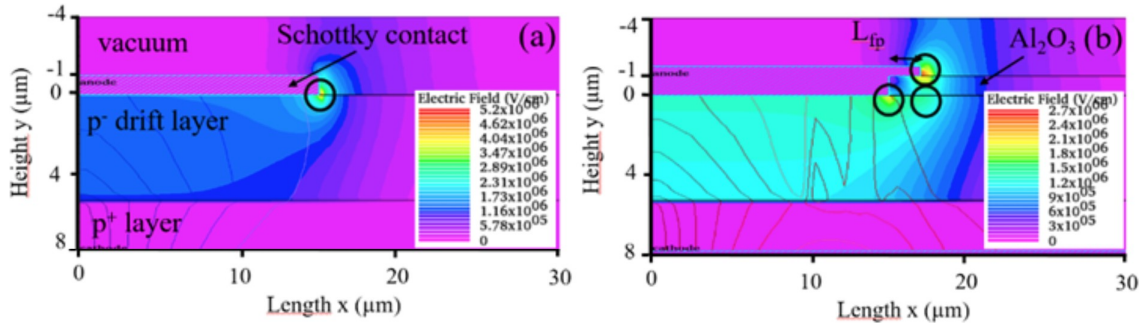 (a)
vacuum
Schottky contact
anode
p⁻ drift layer
p⁺ layer
cathode
Electric Field (V/cm)
5.2x10⁰⁶
4.62x10⁰⁶
4.04x10⁰⁶
3.47x10⁰⁶
2.89x10⁰⁶
2.31x10⁰⁶
1.73x10⁰⁶
1.16x10⁰⁶
5.78x10⁰⁵
0
Height y (μm)
-4
-1
0
4
8
0 10 20 30
Length x (μm)
(b)
Lfp
Al₂O₃
anode
cathode
Electric Field (V/cm)
2.7x10⁰⁶
2.4x10⁰⁶
2.1x10⁰⁶
1.8x10⁰⁶
1.5x10⁰⁶
1.2x10⁰⁶
9x10⁰⁵
6x10⁰⁵
3x10⁰⁵
0
Height y (μm)
-4
-1
0
4
8
0 10 20 30
Length x (μm)